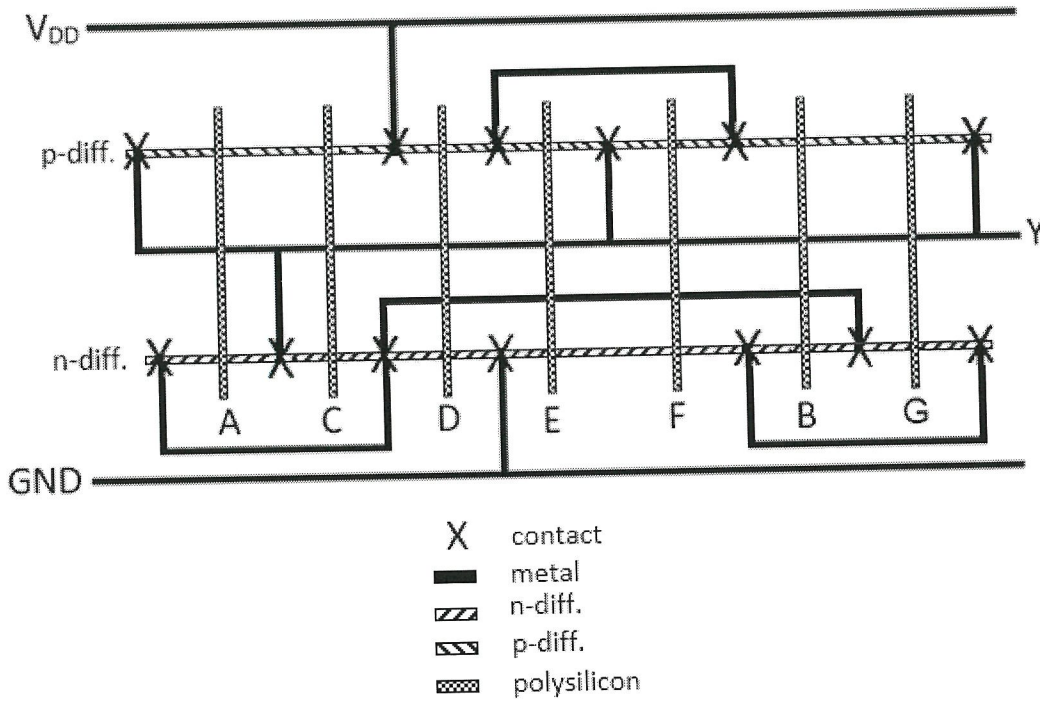 VDD
p-diff.
Y
n-diff.
A C D E F B G
GND
X contact
metal
n-diff.
p-diff.
polysilicon